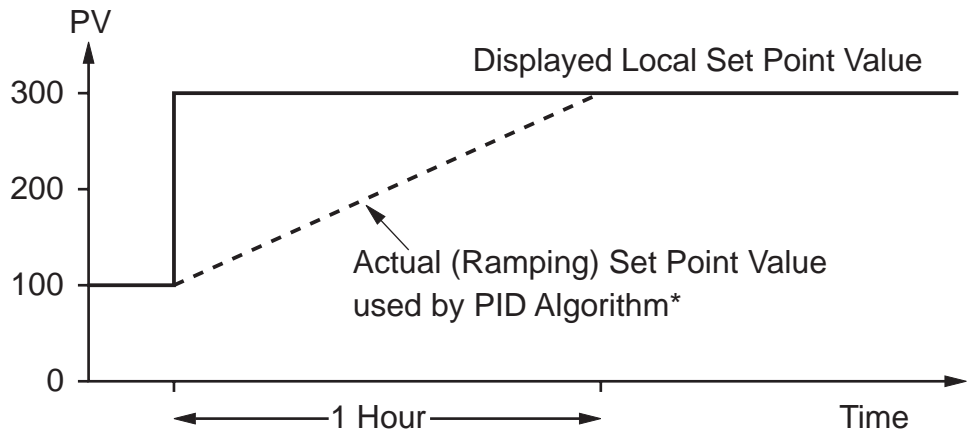 PV
Displayed Local Set Point Value
300
200
Actual (Ramping) Set Point Value
used by PID Algorithm*
100
0
1 Hour
Time